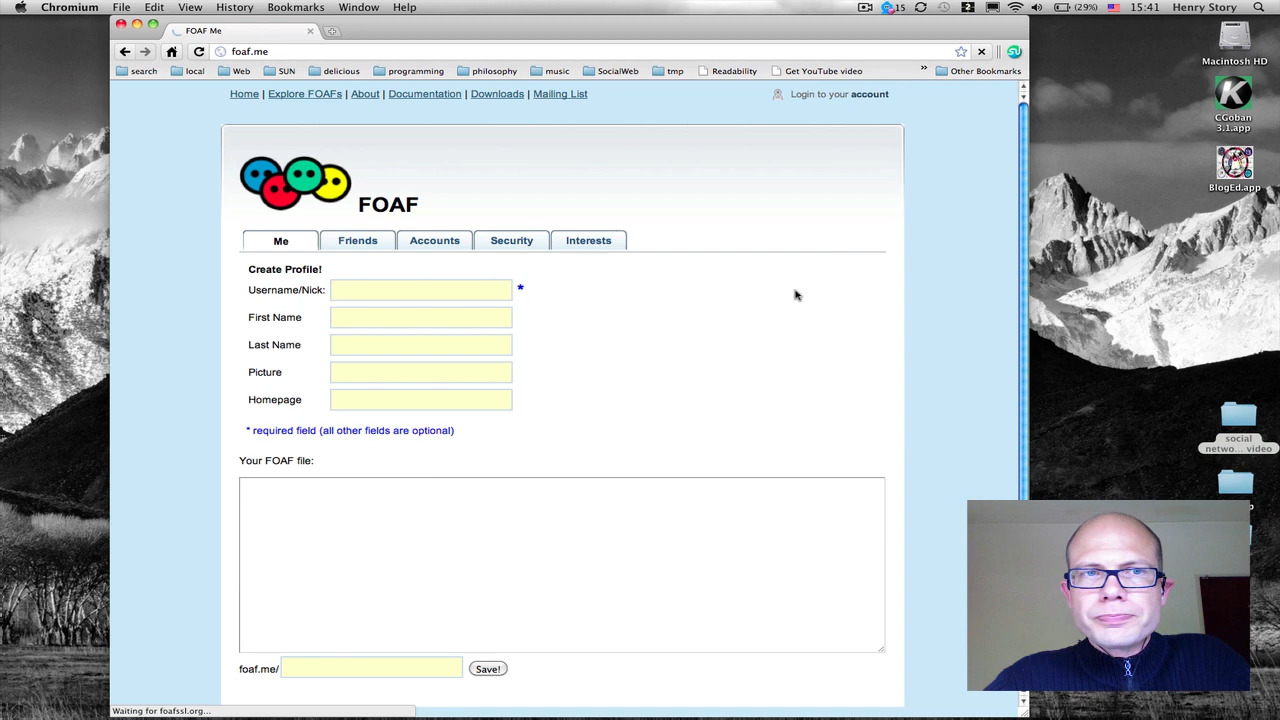 Chromium File Edit View History Bookmarks Window Help 15 (29%) 15:41 Henry Story
FOAF Me
foaf.me
search local Web SUN delicious programming philosophy music SocialWeb tmp Readability Get YouTube video » Other Bookmarks
Home | Explore FOAFs | About | Documentation | Downloads | Mailing List
Login to your account
FOAF
Me Friends Accounts Security Interests
Create Profile!
Username/Nick: *
First Name
Last Name
Picture
Homepage
* required field (all other fields are optional)
Your FOAF file:
foaf.me/ Save!
Waiting for foafssl.org...
Macintosh HD
CGoban
3.1.app
BlogEd.app
social
netwo... video